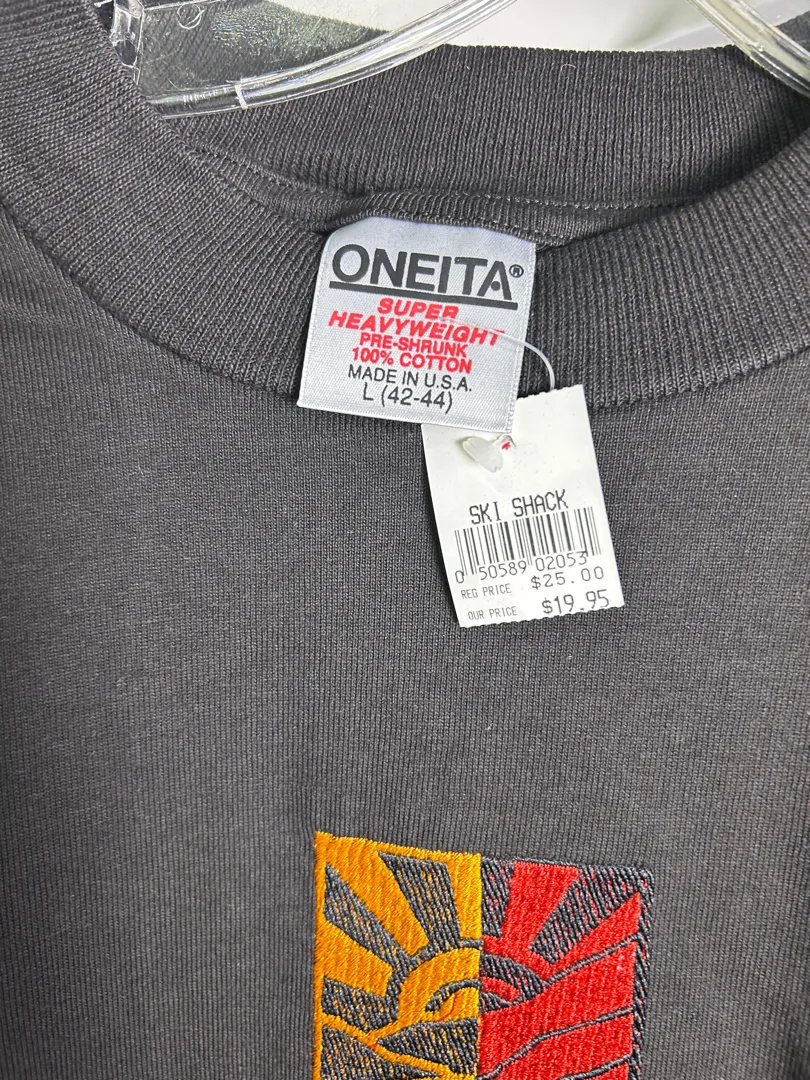 ONEITA®
SUPER
HEAVYWEIGHT
PRE-SHRUNK
100% COTTON
MADE IN U.S.A.
L (42-44)
SKI SHACK
0 50589 02053
REG PRICE $25.00
OUR PRICE $19.95